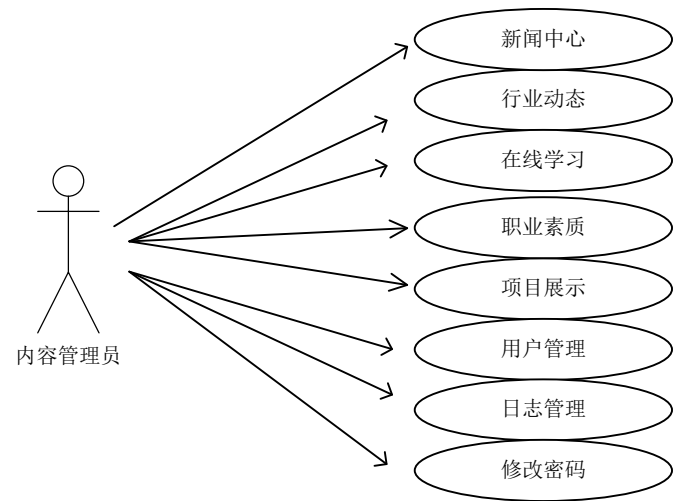 新闻中心
行业动态
在线学习
职业素质
项目展示
用户管理
日志管理
修改密码
内容管理员